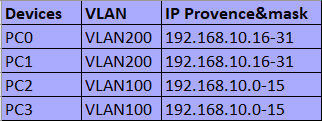 Devices VLAN IP Provence&mask
PC0 VLAN200 192.168.10.16-31
PC1 VLAN200 192.168.10.16-31
PC2 VLAN100 192.168.10.0-15
PC3 VLAN100 192.168.10.0-15